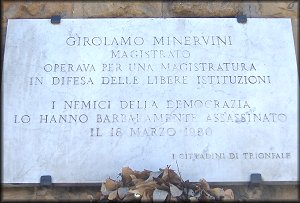 GIROLAMO MINERVINI
MAGISTRATO
OPERAVA PER UNA MAGISTRATURA
IN DIFESA DELLE LIBERE ISTITUZIONI
I NEMICI DELLA DEMOCRAZIA
LO HANNO BARBARAMENTE ASSASSINATO
IL 18 MARZO 1980
I CITTADINI DI TRIONFALE